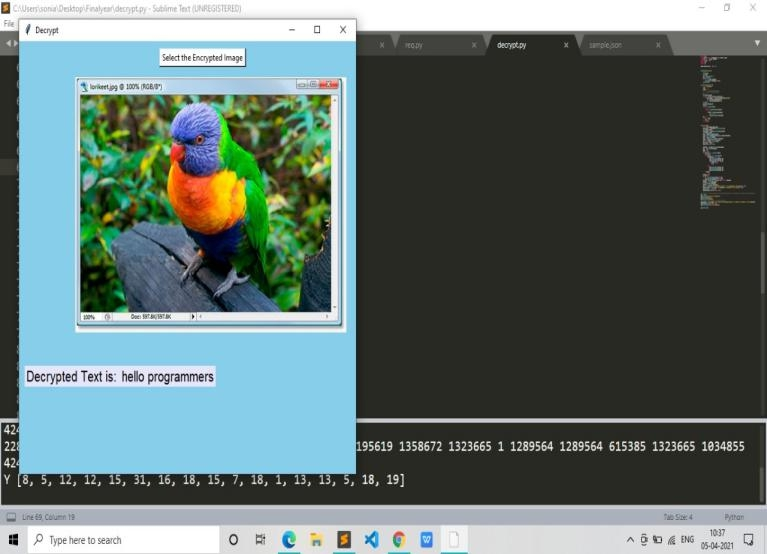 C:\Users\sonia\Desktop\Finalyear\decrypt.py - Sublime Text (UNREGISTERED)
File
Decrypt
req.py
decrypt.py
sample.json
Select the Encrypted Image
lorikeet.jpg @ 100% (RGB/8*)
100%
Doc: 597.8K/597.8K
Decrypted Text is: hello programmers
424
228
195619 1358672 1323665 1 1289564 1289564 615385 1323665 1034855
424
Y [8, 5, 12, 12, 15, 31, 16, 18, 15, 7, 18, 1, 13, 13, 5, 18, 19]
Line 69, Column 19
Tab Size: 4
Python
Type here to search
ENG
10:37
05-04-2021